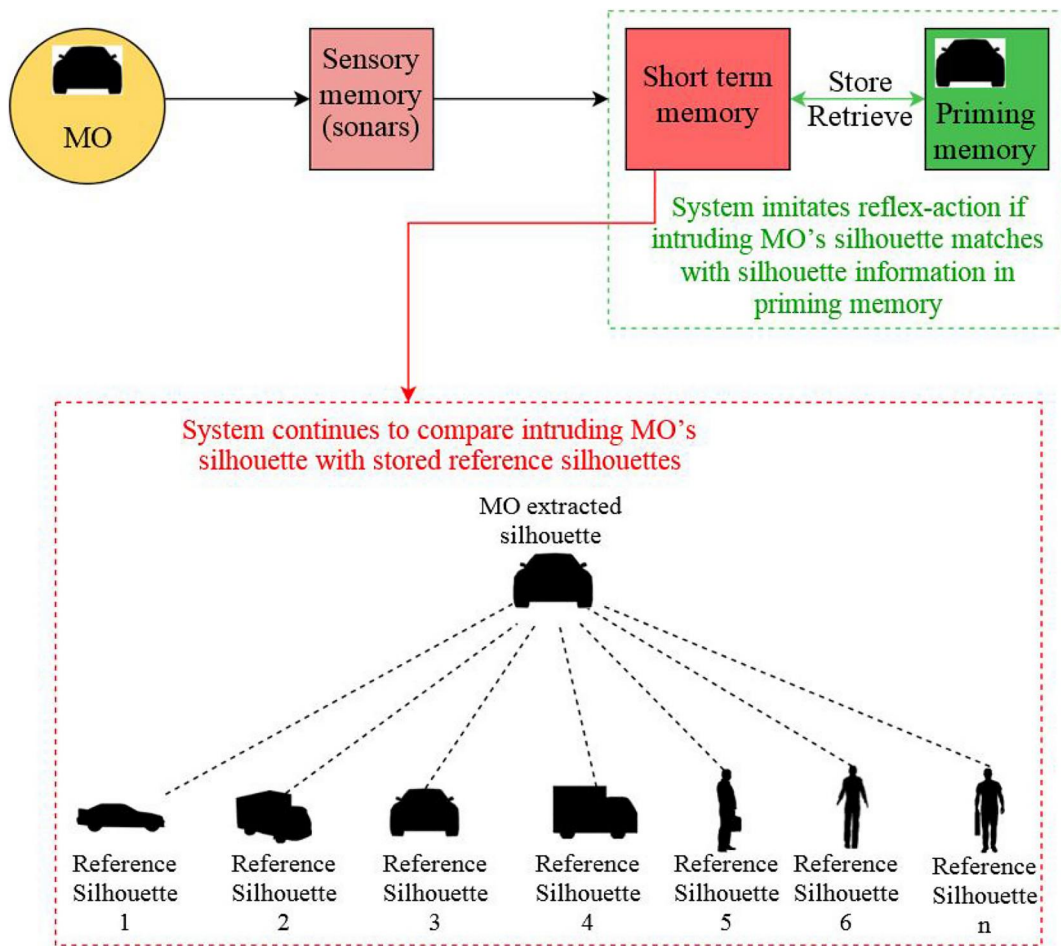 MO
Sensory
memory
(sonars)
Short term
memory
Store
Retrieve
Priming
memory
System imitates reflex-action if
intruding MO’s silhouette matches
with silhouette information in
priming memory
System continues to compare intruding MO’s
silhouette with stored reference silhouettes
MO extracted
silhouette
Reference
Silhouette
1
Reference
Silhouette
2
Reference
Silhouette
3
Reference
Silhouette
4
Reference
Silhouette
5
Reference
Silhouette
6
Reference
Silhouette
n